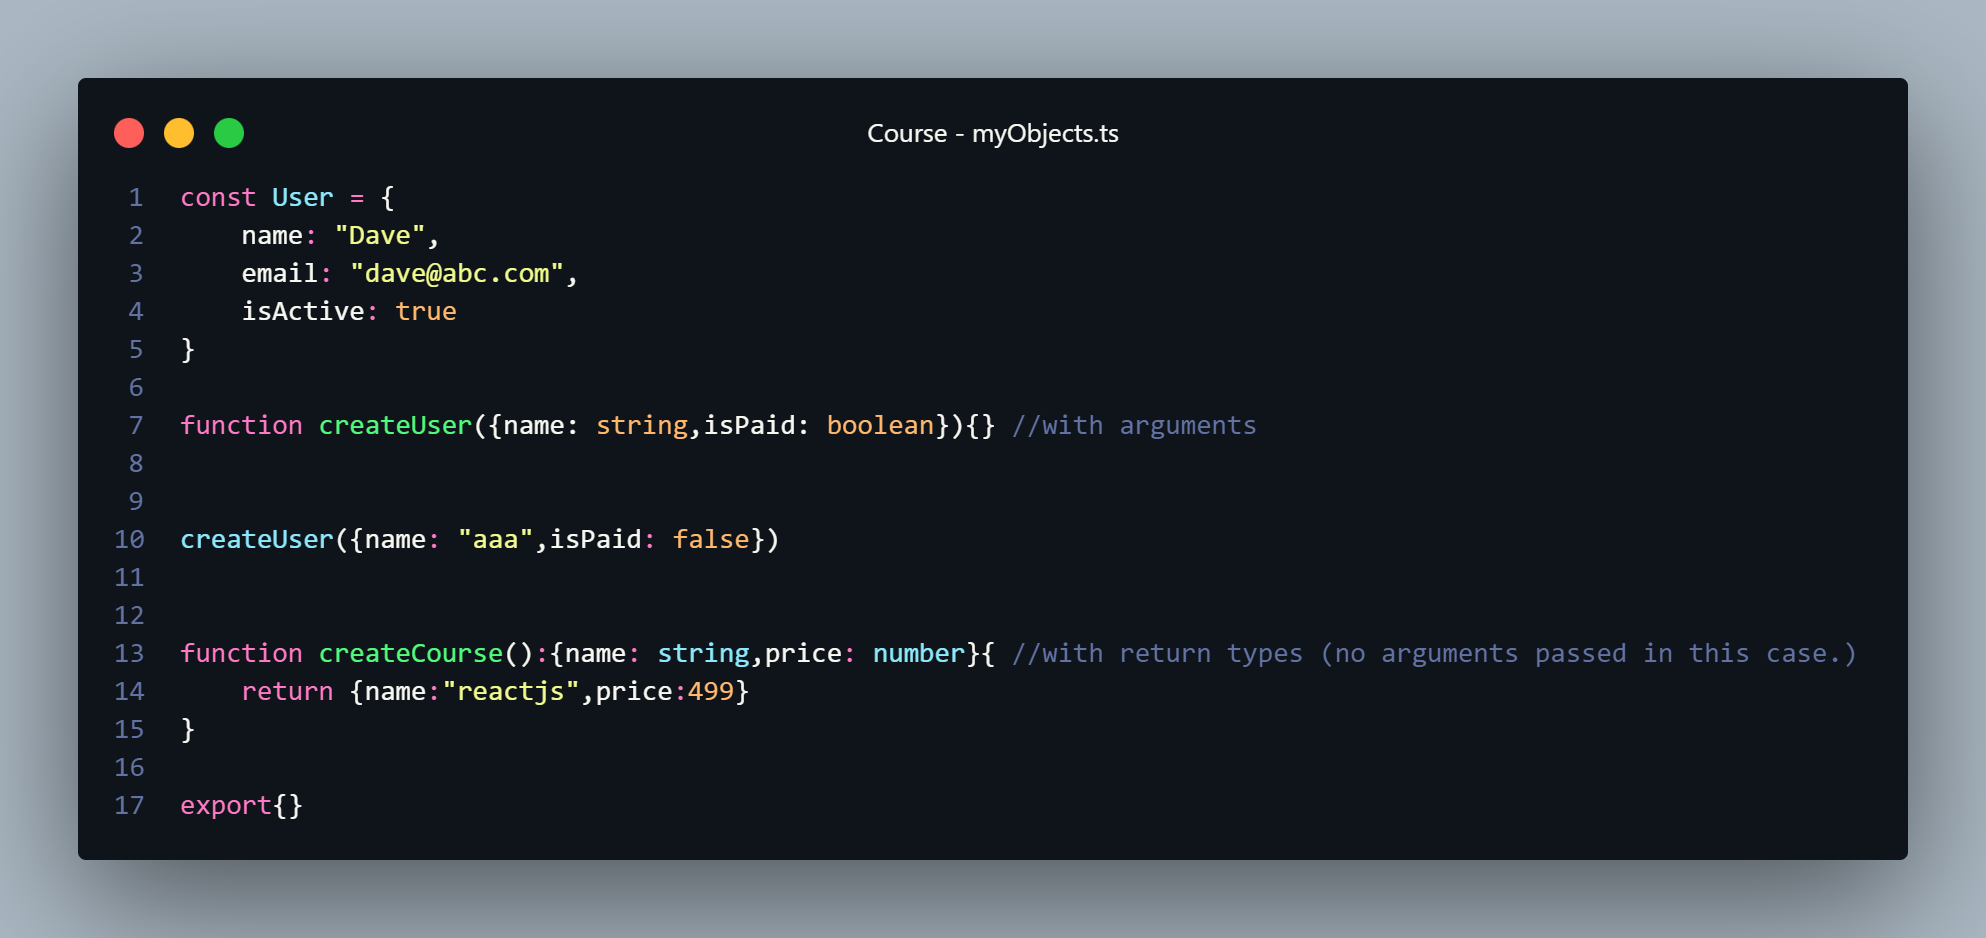 Course - myObjects.ts
1 const User = {
2     name: "Dave",
3     email: "dave@abc.com",
4     isActive: true
5 }
6
7 function createUser({name: string,isPaid: boolean}){} //with arguments
8
9
10 createUser({name: "aaa",isPaid: false})
11
12
13 function createCourse():{name: string,price: number}{ //with return types (no arguments passed in this case.)
14     return {name:"reactjs",price:499}
15 }
16
17 export{}